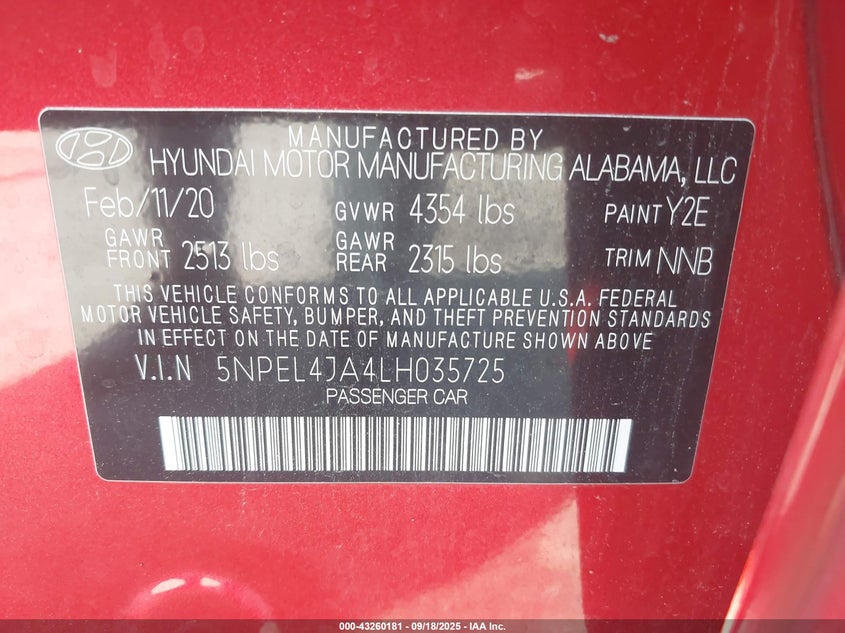 MANUFACTURED BY
HYUNDAI MOTOR MANUFACTURING ALABAMA, LLC
Feb/11/20 GVWR 4354 lbs PAINT Y2E
GAWR FRONT 2513 lbs GAWR REAR 2315 lbs TRIM NNB
THIS VEHICLE CONFORMS TO ALL APPLICABLE U.S.A. FEDERAL
MOTOR VEHICLE SAFETY, BUMPER, AND THEFT PREVENTION STANDARDS
IN EFFECT ON THE DATE OF MANUFACTURE SHOWN ABOVE
V.I.N 5NPEL4JA4LH035725
PASSENGER CAR
000-43260181 - 09/18/2025 - IAA Inc.